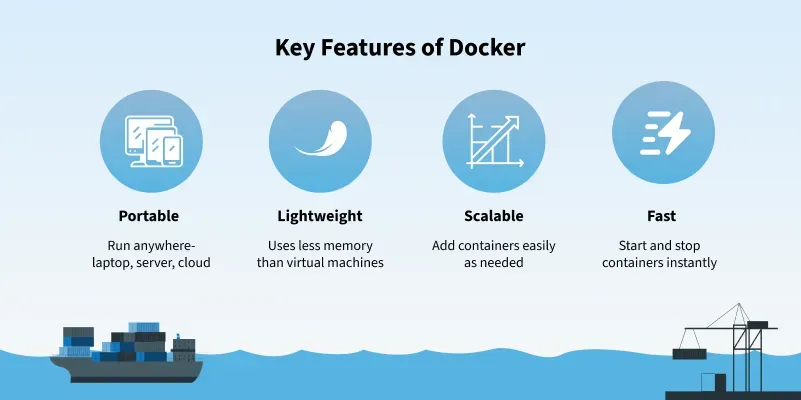 Key Features of Docker
Portable
Run anywhere-
laptop, server, cloud
Lightweight
Uses less memory
than virtual machines
Scalable
Add containers easily
as needed
Fast
Start and stop
containers instantly